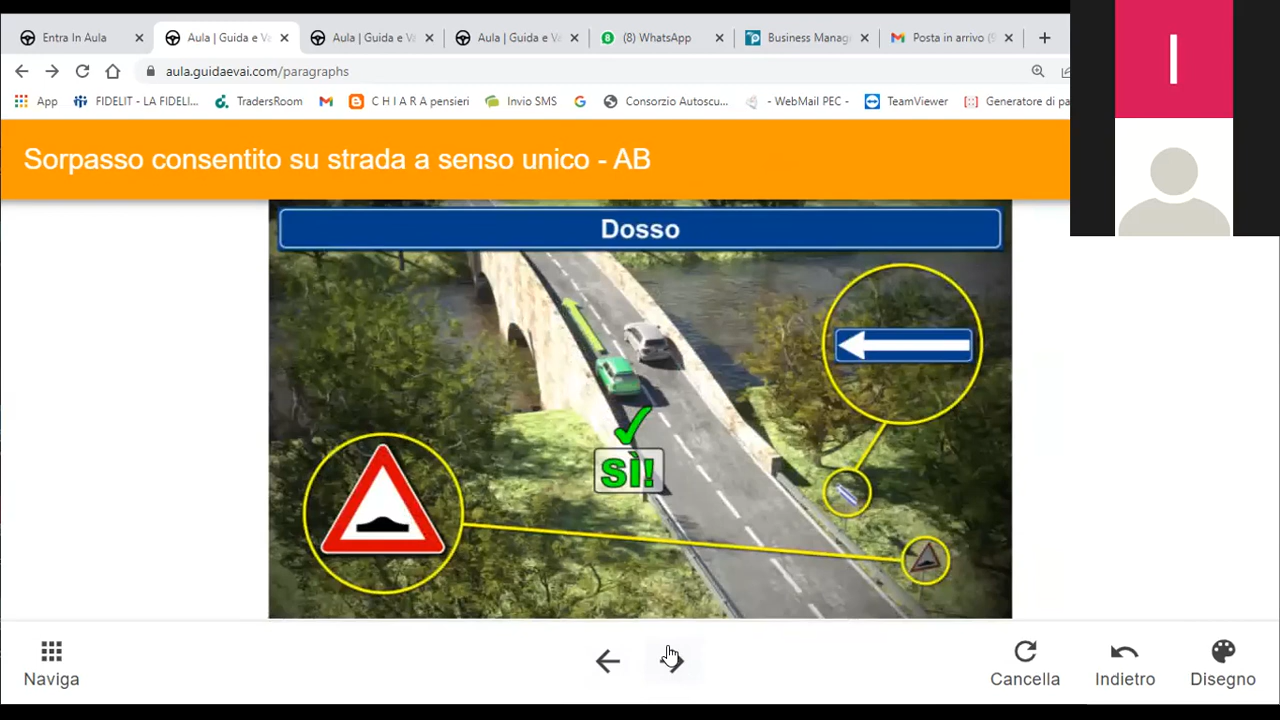 Entra In Aula
Aula | Guida e Va
Aula | Guida e Va
Aula | Guida e Va
8
(8) WhatsApp
Business Manag
Posta in arrivo (9
aula.guidaevai.com/paragraphs
App
FIDELIT - LA FIDELI...
TradersRoom
C H I A R A pensieri
Invio SMS
Consorzio Autoscu...
- WebMail PEC -
TeamViewer
Generatore di pa
I
Sorpasso consentito su strada a senso unico - AB
Dosso
SÌ!
Naviga
Cancella
Indietro
Disegno